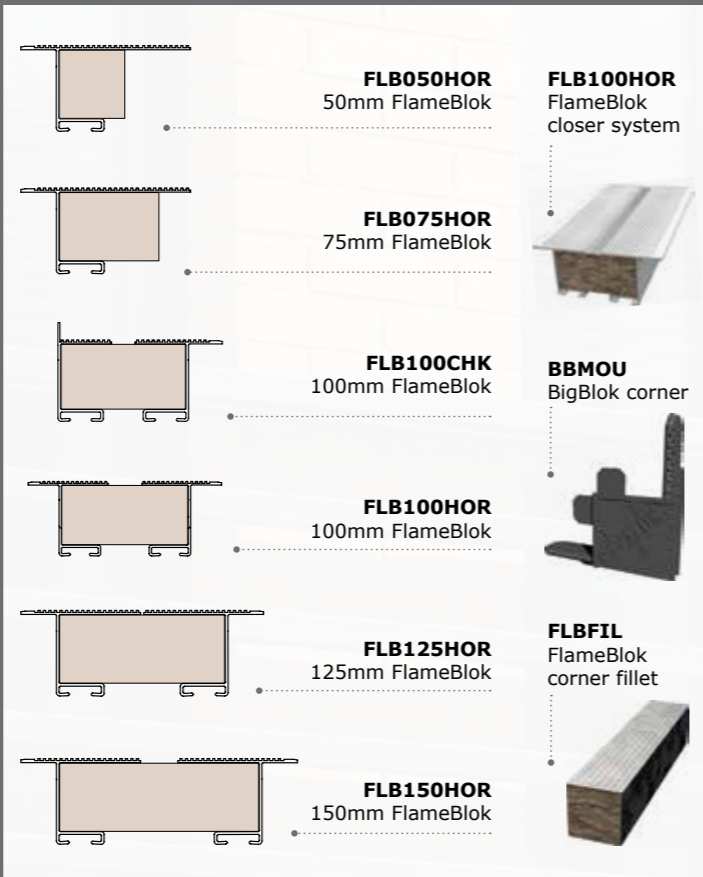 FLB050HOR
50mm FlameBlok
FLB075HOR
75mm FlameBlok
FLB100CHK
100mm FlameBlok
FLB100HOR
100mm FlameBlok
FLB125HOR
125mm FlameBlok
FLB150HOR
150mm FlameBlok
FLB100HOR
FlameBlok
closer system
BBMOU
BigBlok corner
FLBFIL
FlameBlok
corner fillet